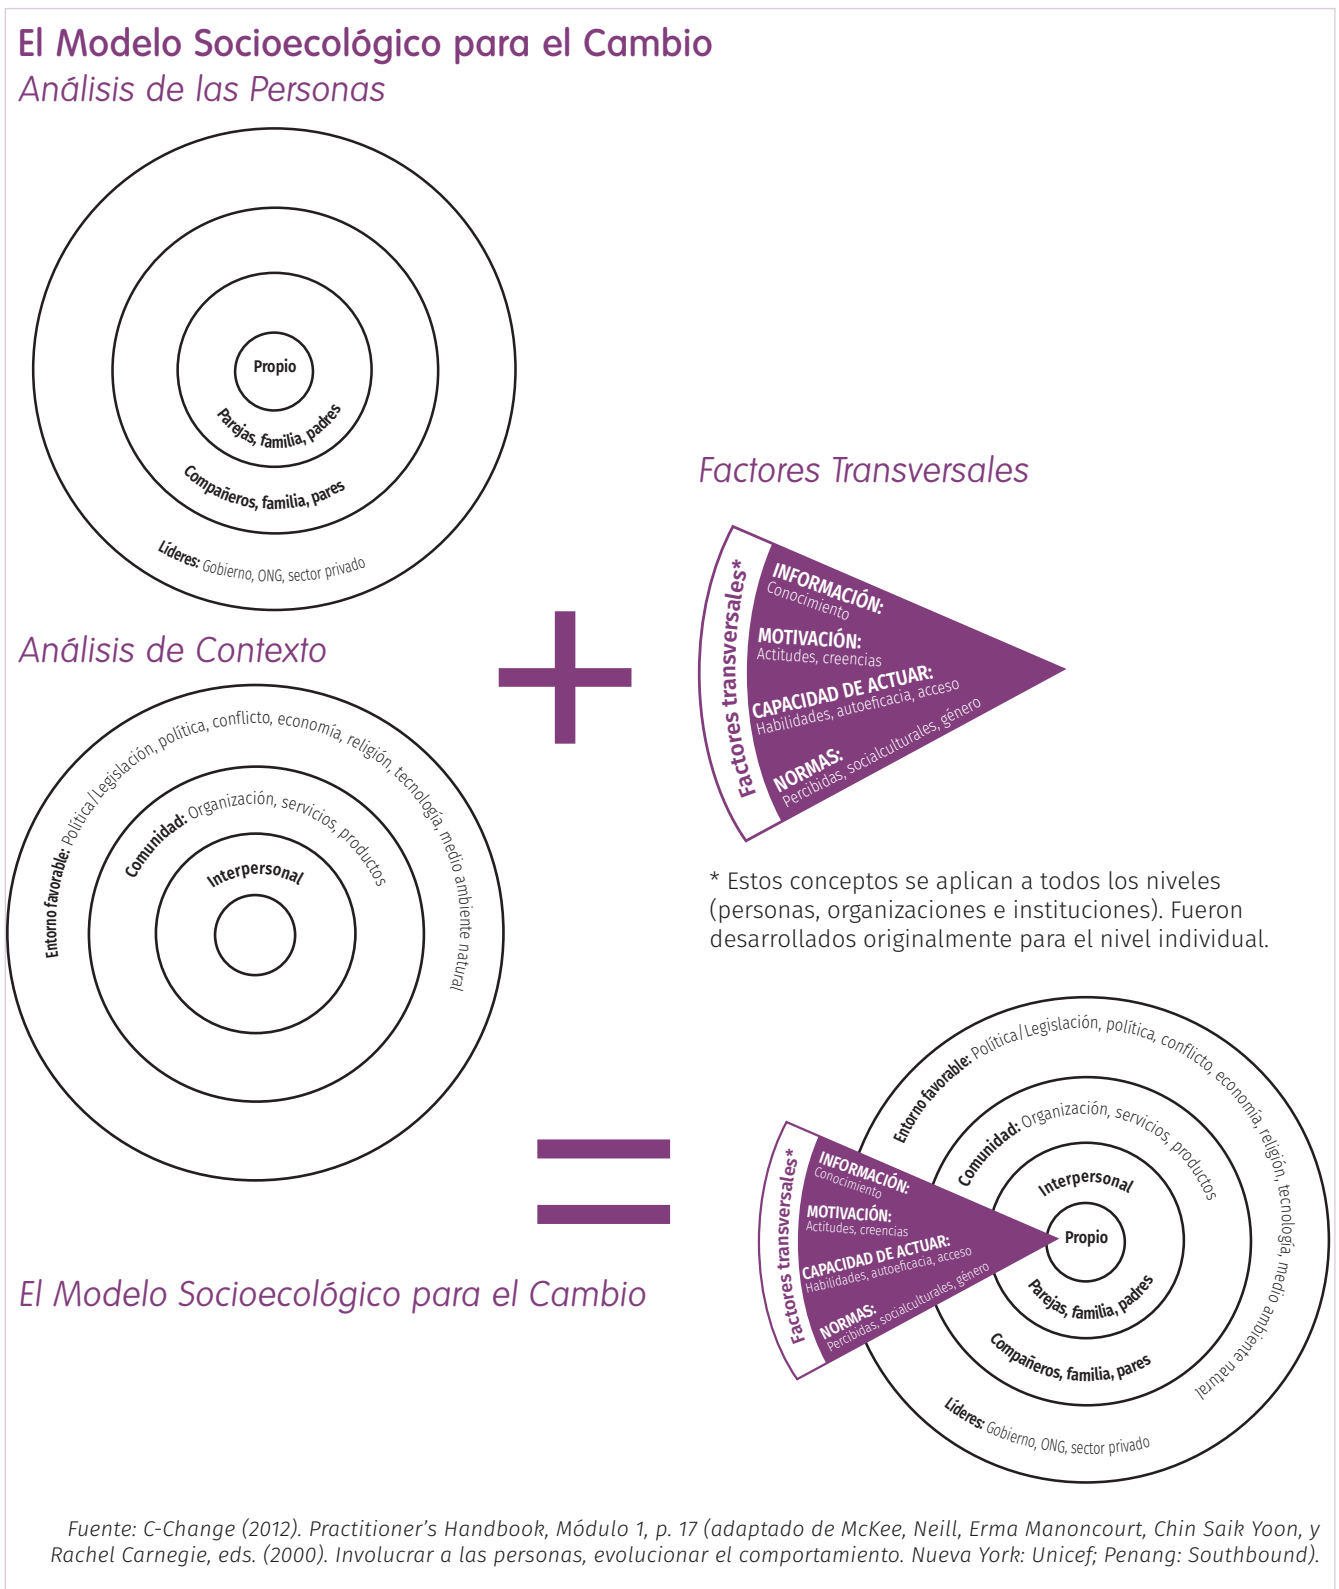 El Modelo Socioecológico para el Cambio
Análisis de las Personas
Propio
Parejas, familia, padres
Compañeros, familia, pares
Líderes: Gobierno, ONG, sector privado
Factores Transversales
Factores transversales*
INFORMACIÓN:
Conocimiento
MOTIVACIÓN:
Actitudes, creencias
CAPACIDAD DE ACTUAR:
Habilidades, autoeficacia, acceso
NORMAS:
Percibidas, socialculturales, género
Análisis de Contexto
Entorno favorable: Política/Legislación, política, conflicto, economía, religión, tecnología, medio ambiente natural
Comunidad: Organización, servicios, productos
Interpersonal
* Estos conceptos se aplican a todos los niveles
(personas, organizaciones e instituciones). Fueron
desarrollados originalmente para el nivel individual.
El Modelo Socioecológico para el Cambio
Factores transversales*
INFORMACIÓN:
Conocimiento
MOTIVACIÓN:
Actitudes, creencias
CAPACIDAD DE ACTUAR:
Habilidades, autoeficacia, acceso
NORMAS:
Percibidas, socialculturales, género
Entorno favorable: Política/Legislación, política, conflicto, economía, religión, tecnología, medio ambiente natural
Comunidad: Organización, servicios, productos
Interpersonal
Propio
Parejas, familia, padres
Compañeros, familia, pares
Líderes: Gobierno, ONG, sector privado
Fuente: C-Change (2012). Practitioner’s Handbook, Módulo 1, p. 17 (adaptado de McKee, Neill, Erma Manoncourt, Chin Saik Yoon, y
Rachel Carnegie, eds. (2000). Involucrar a las personas, evolucionar el comportamiento. Nueva York: Unicef; Penang: Southbound).